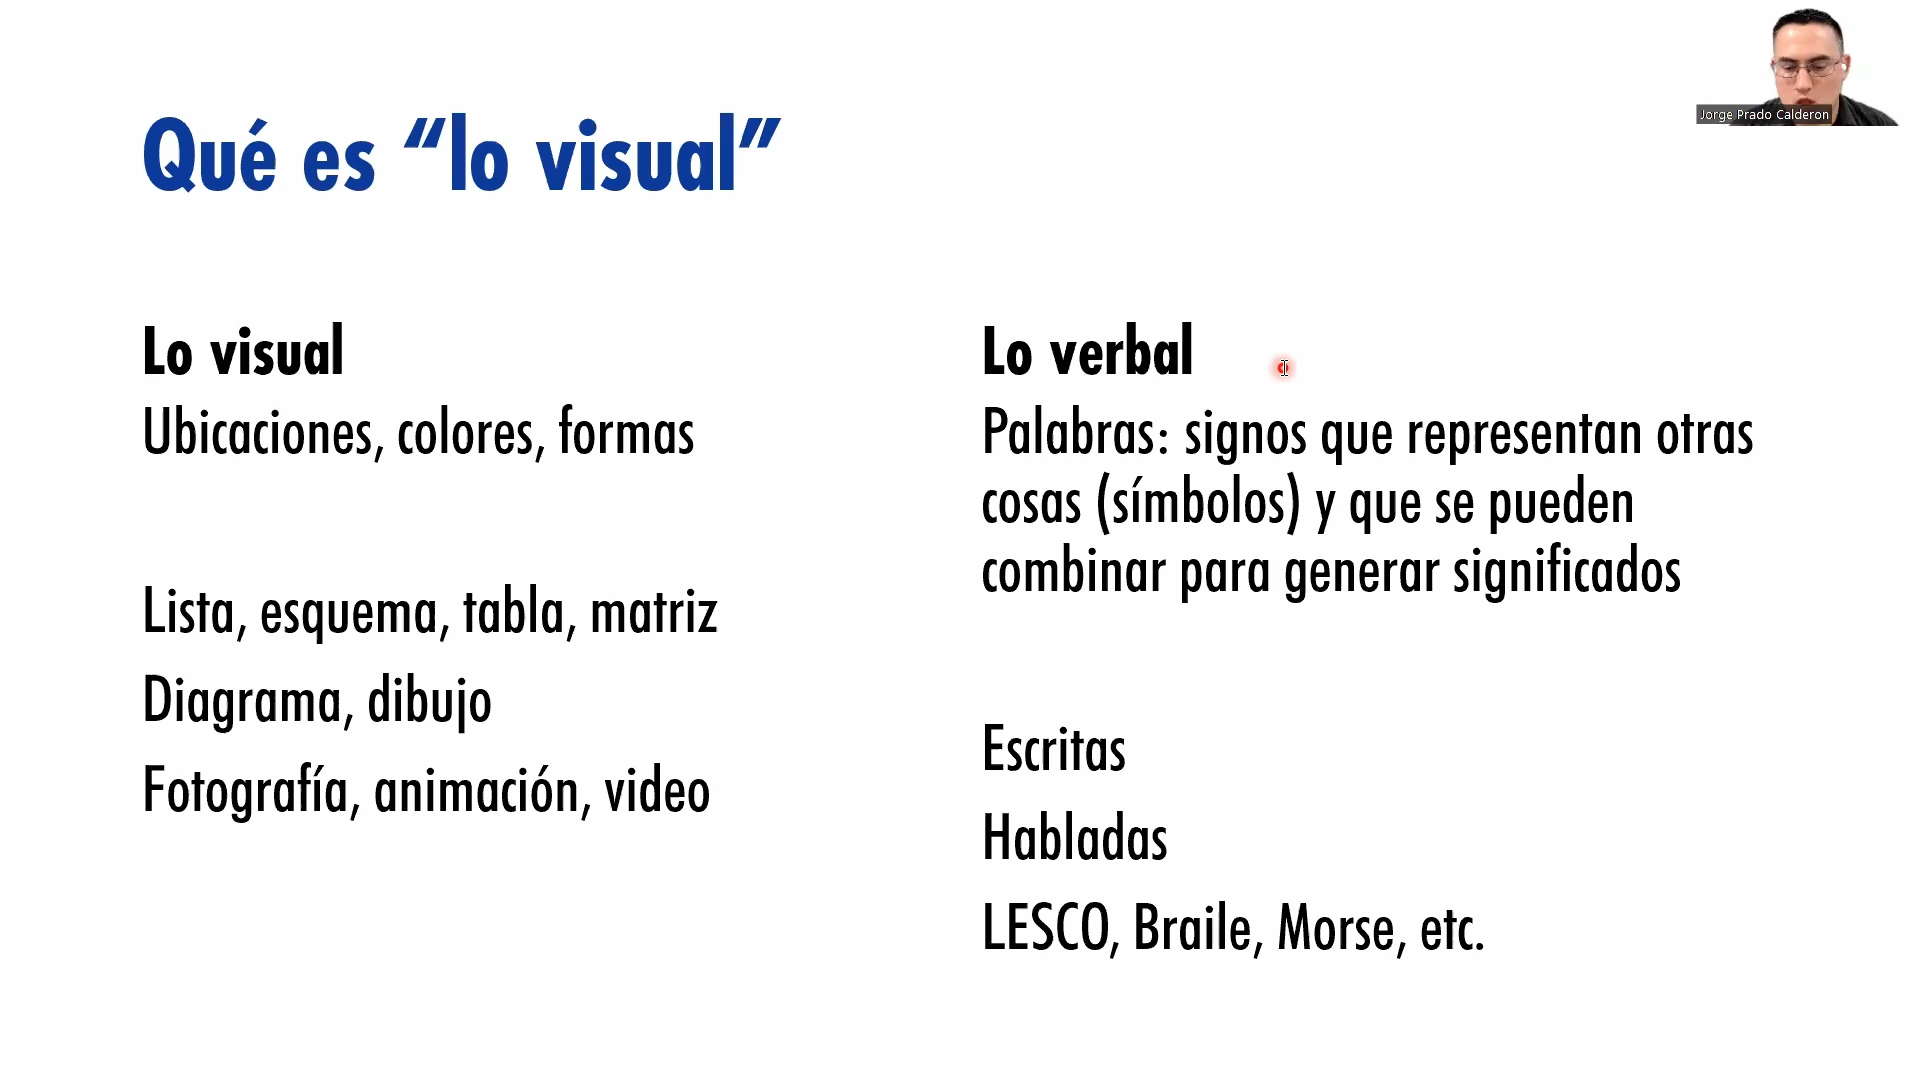 Jorge Prado Calderon
Qué es “lo visual”
Lo visual
Ubicaciones, colores, formas
Lista, esquema, tabla, matriz
Diagrama, dibujo
Fotografía, animación, video
Lo verbal
Palabras: signos que representan otras
cosas (símbolos) y que se pueden
combinar para generar significados
Escritas
Habladas
LESCO, Braile, Morse, etc.